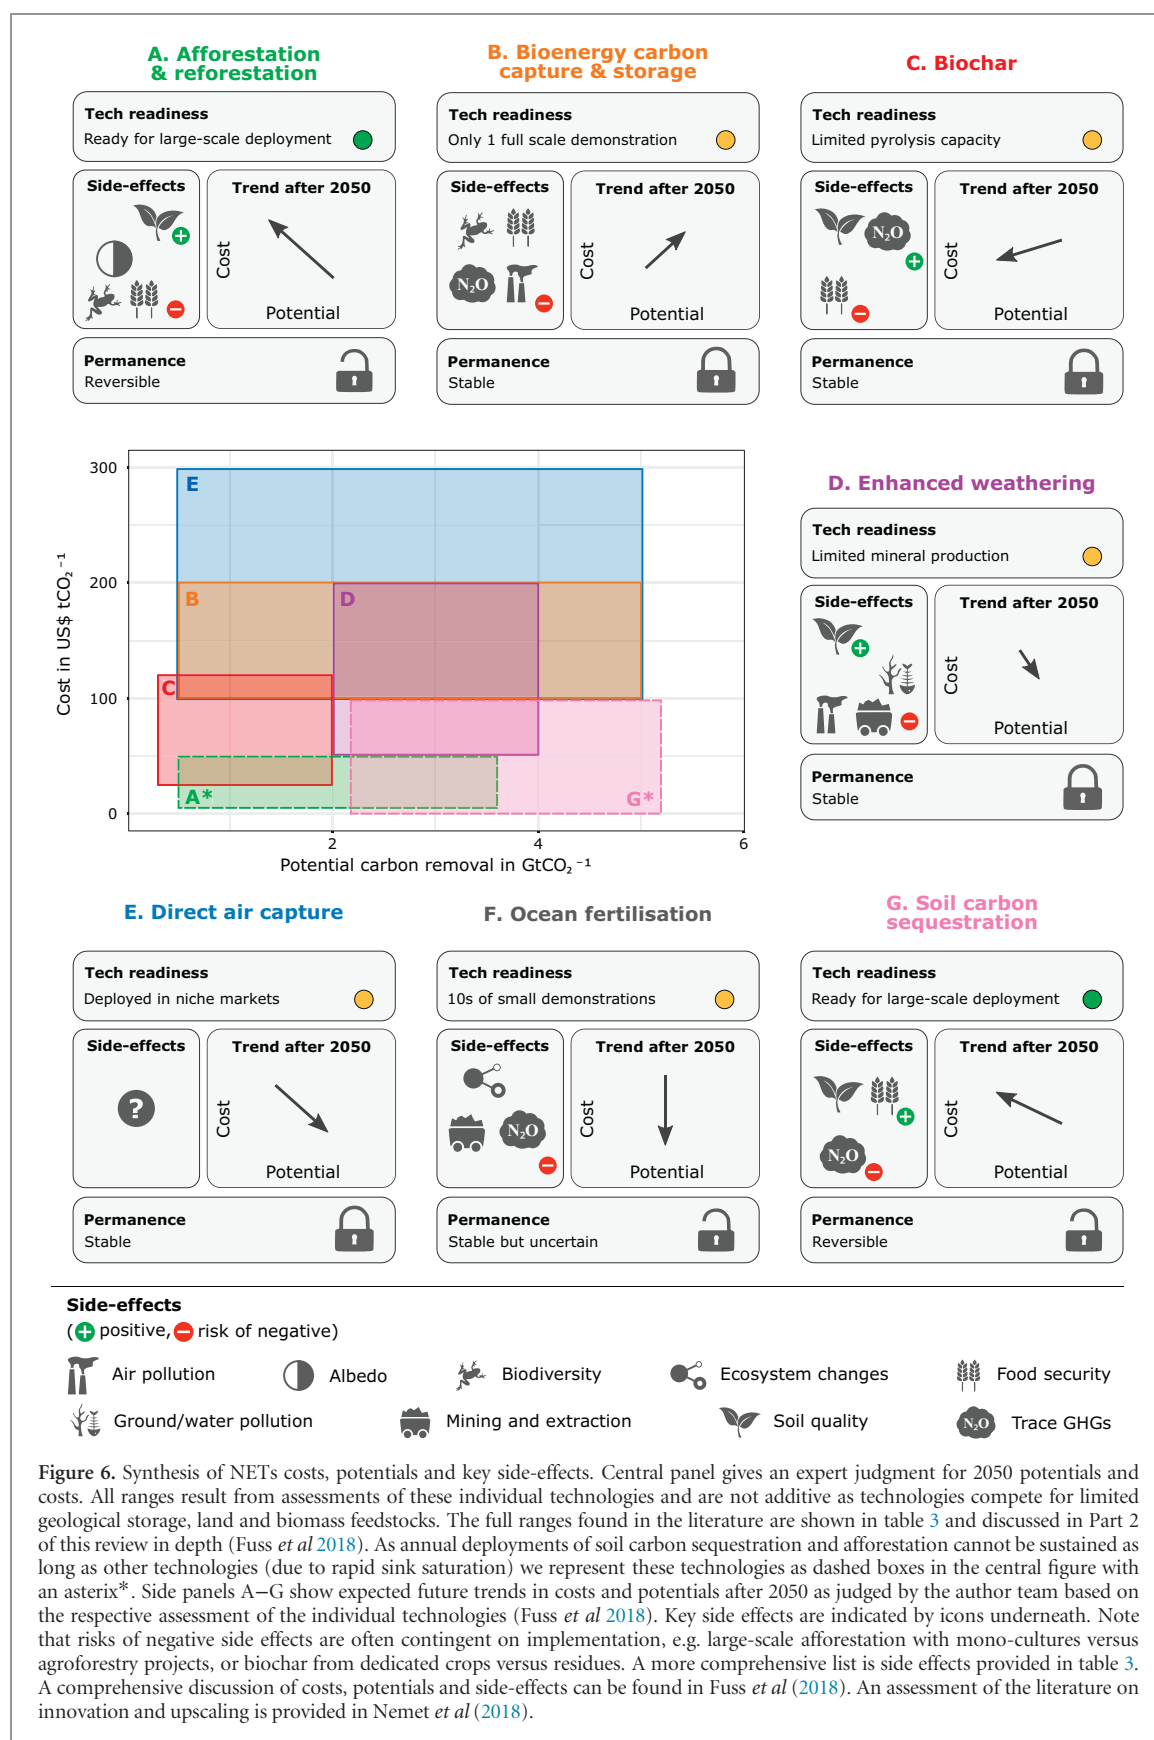 A. Afforestation
& reforestation
Tech readiness
Ready for large-scale deployment
Side-effects
Trend after 2050
Cost
Potential
Permanence
Reversible
B. Bioenergy carbon
capture & storage
Tech readiness
Only 1 full scale demonstration
Side-effects
N₂O
Trend after 2050
Cost
Potential
Permanence
Stable
C. Biochar
Tech readiness
Limited pyrolysis capacity
Side-effects
N₂O
Trend after 2050
Cost
Potential
Permanence
Stable
Cost in US$ tCO₂⁻¹
300
200
100
0
E
B
D
C
A*
G*
2
4
6
Potential carbon removal in GtCO₂⁻¹
D. Enhanced weathering
Tech readiness
Limited mineral production
Side-effects
Trend after 2050
Cost
Potential
Permanence
Stable
E. Direct air capture
Tech readiness
Deployed in niche markets
Side-effects
?
Trend after 2050
Cost
Potential
Permanence
Stable
F. Ocean fertilisation
Tech readiness
10s of small demonstrations
Side-effects
N₂O
Trend after 2050
Cost
Potential
Permanence
Stable but uncertain
G. Soil carbon
sequestration
Tech readiness
Ready for large-scale deployment
Side-effects
N₂O
Trend after 2050
Cost
Potential
Permanence
Reversible
Side-effects
(+ positive, − risk of negative)
Air pollution
Albedo
Biodiversity
Ecosystem changes
Food security
Ground/water pollution
Mining and extraction
Soil quality
N₂O Trace GHGs
Figure 6. Synthesis of NETs costs, potentials and key side-effects. Central panel gives an expert judgment for 2050 potentials and
costs. All ranges result from assessments of these individual technologies and are not additive as technologies compete for limited
geological storage, land and biomass feedstocks. The full ranges found in the literature are shown in table 3 and discussed in Part 2
of this review in depth (Fuss et al 2018). As annual deployments of soil carbon sequestration and afforestation cannot be sustained as
long as other technologies (due to rapid sink saturation) we represent these technologies as dashed boxes in the central figure with
an asterix*. Side panels A–G show expected future trends in costs and potentials after 2050 as judged by the author team based on
the respective assessment of the individual technologies (Fuss et al 2018). Key side effects are indicated by icons underneath. Note
that risks of negative side effects are often contingent on implementation, e.g. large-scale afforestation with mono-cultures versus
agroforestry projects, or biochar from dedicated crops versus residues. A more comprehensive list is side effects provided in table 3.
A comprehensive discussion of costs, potentials and side-effects can be found in Fuss et al (2018). An assessment of the literature on
innovation and upscaling is provided in Nemet et al (2018).